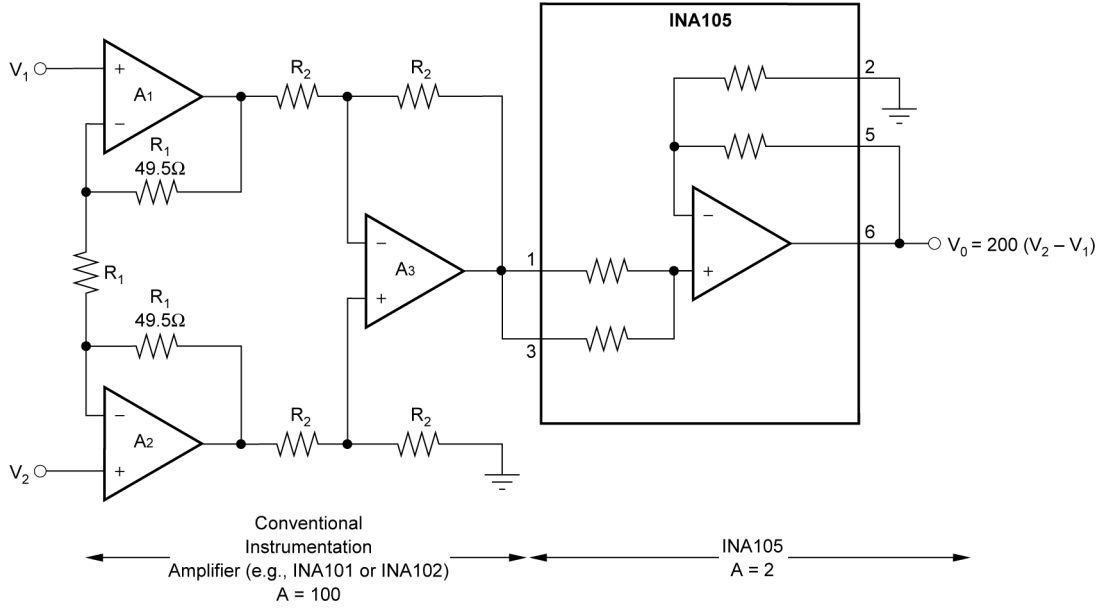 INA105
V1
+
A1
–
R2
R2
2
5
R1
49.5Ω
R1
–
A3
+
1
3
–
+
6
V0 = 200 (V2 – V1)
R1
49.5Ω
–
A2
+
V2
R2
R2
Conventional
Instrumentation
Amplifier (e.g., INA101 or INA102)
A = 100
INA105
A = 2